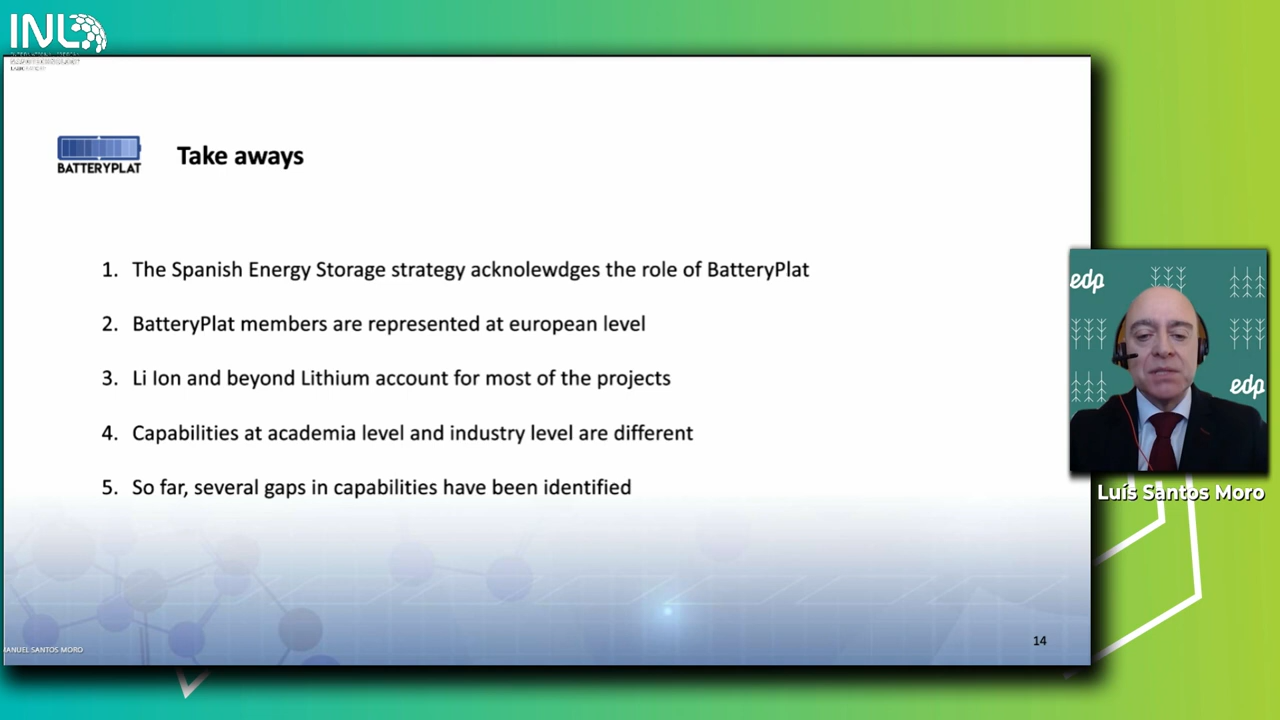 INL
BATTERYPLAT
Take aways
1. The Spanish Energy Storage strategy acknolewdges the role of BatteryPlat
2. BatteryPlat members are represented at european level
3. Li Ion and beyond Lithium account for most of the projects
4. Capabilities at academia level and industry level are different
5. So far, several gaps in capabilities have been identified
edp
edp
Luís Santos Moro
MANUEL SANTOS MORO
14